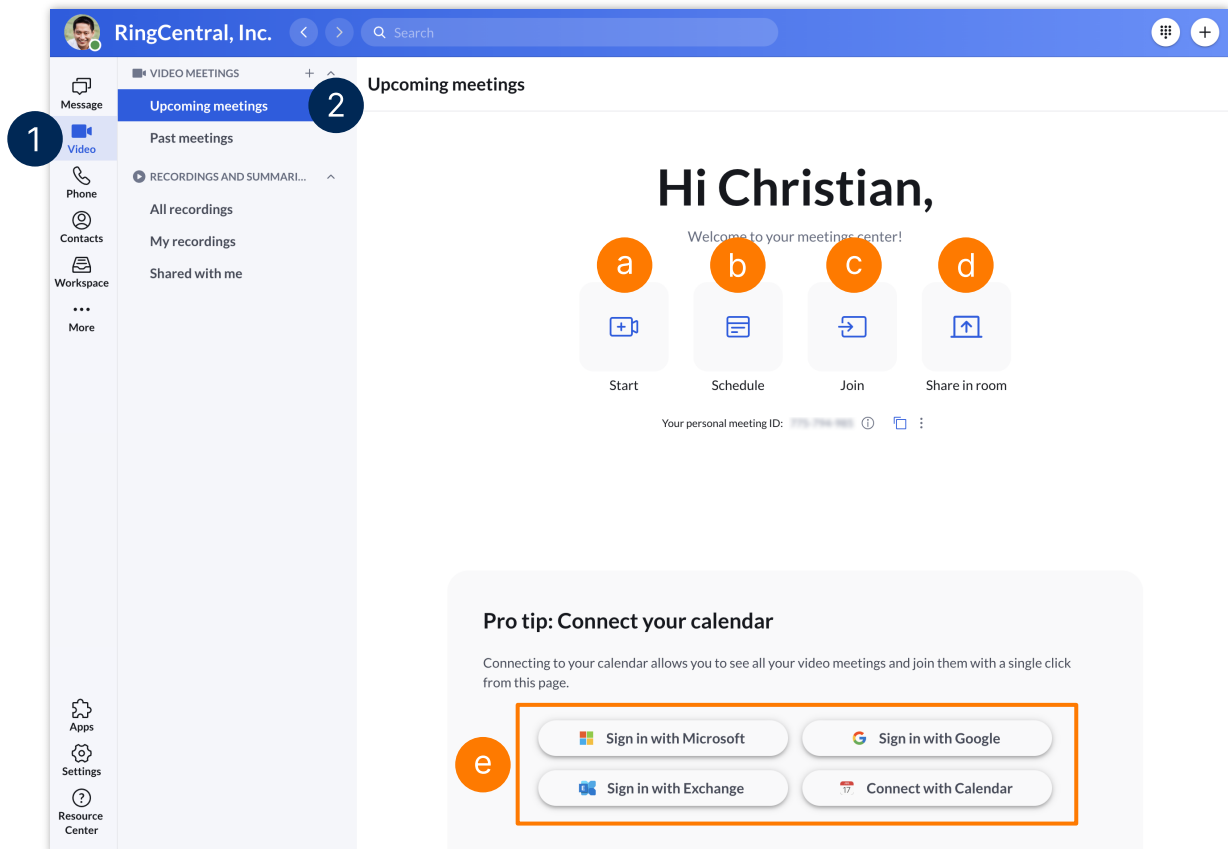 RingCentral, Inc.
Search
Message
1
Video
Phone
Contacts
Workspace
More
Apps
Settings
Resource
Center
VIDEO MEETINGS
Upcoming meetings
2
Past meetings
RECORDINGS AND SUMMARI...
All recordings
My recordings
Shared with me
Upcoming meetings
Hi Christian,
Welcome to your meetings center!
a
b
c
d
Start
Schedule
Join
Share in room
Your personal meeting ID:
Pro tip: Connect your calendar
Connecting to your calendar allows you to see all your video meetings and join them with a single click
from this page.
e
Sign in with Microsoft
Sign in with Google
Sign in with Exchange
17
Connect with Calendar